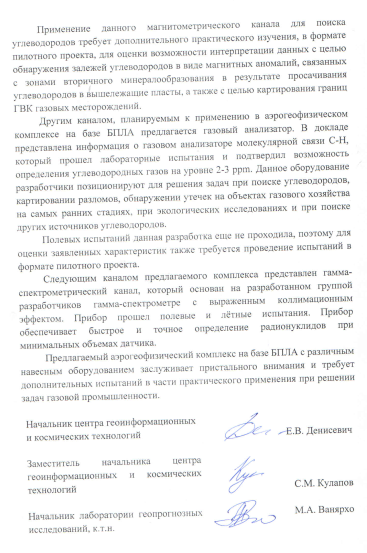 Применение данного магнитометрического канала для поиска
углеводородов требует дополнительного практического изучения, в формате
пилотного проекта, для оценки возможности интерпретации данных с целью
обнаружения залежей углеводородов в виде магнитных аномалий, связанных
с зонами вторичного минералообразования в результате просачивания
углеводородов в вышележащие пласты, а также с целью картирования границ
ГВК газовых месторождений.
Другим каналом, планируемым к применению в аэрогеофизическом
комплексе на базе БПЛА предлагается газовый анализатор. В докладе
представлена информация о газовом анализаторе молекулярной связи С-Н,
который прошел лабораторные испытания и подтвердил возможность
определения углеводородных газов на уровне 2-3 ppm. Данное оборудование
разработчики позиционируют для решения задач при поиске углеводородов,
картировании разломов, обнаружении утечек на объектах газового хозяйства
на самых ранних стадиях, при экологических исследованиях и при поиске
других источников углеводородов.
Полевых испытаний данная разработка еще не проходила, поэтому для
оценки заявленных характеристик также требуется проведение испытаний в
формате пилотного проекта.
Следующим каналом предлагаемого комплекса представлен гамма-
спектрометрический канал, который основан на разработанном группой
разработчиков гамма-спектрометре с выраженным коллимационным
эффектом. Прибор прошел полевые и лётные испытания. Прибор
обеспечивает быстрое и точное определение радионуклидов при
минимальных объемах датчика.
Предлагаемый аэрогеофизический комплекс на базе БПЛА с различным
навесным оборудованием заслуживает пристального внимания и требует
дополнительных испытаний в части практического применения при решении
задач газовой промышленности.
Начальник центра геоинформационных
и космических технологий
Е.В. Денисевич
Заместитель начальника центра
геоинформационных и космических
технологий
С.М. Кулапов
Начальник лаборатории геопрогнозных
исследований, к.т.н.
М.А. Ванярхо